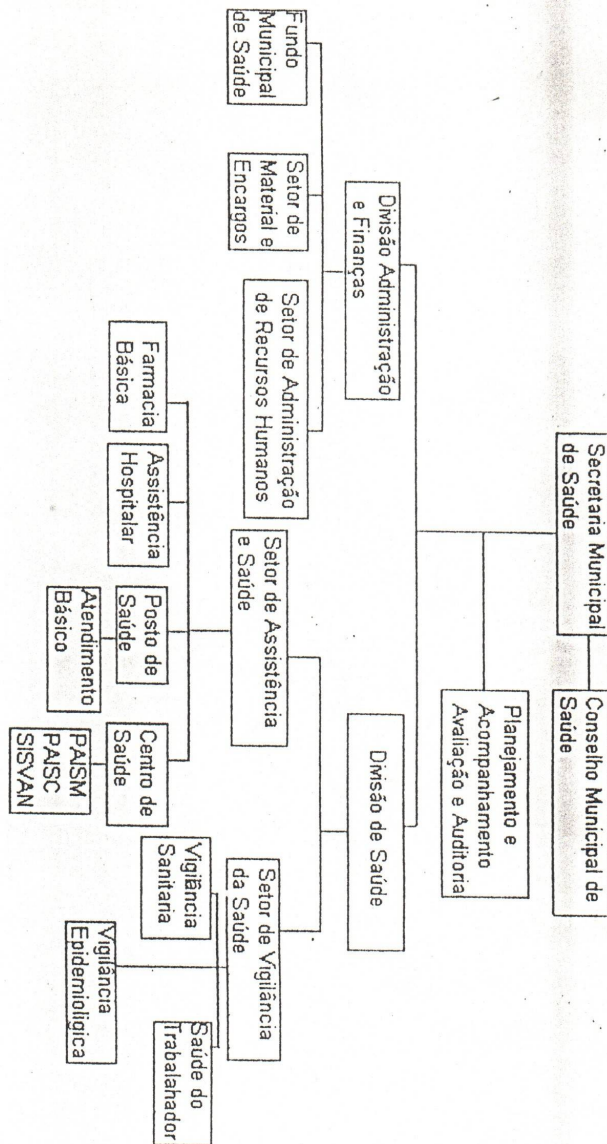 Secretaria Municipal
de Saúde
Conselho Municipal de
Saúde
Planejamento e
Acompanhamento
Avaliação e Auditoria
Divisão Administração
e Finanças
Divisão de Saúde
Fundo
Municipal
de Saúde
Setor de
Material e
Encargos
Setor de Administração
de Recursos Humanos
Setor de Assistência
e Saúde
Setor de Vigilância
da Saúde
Farmacia
Básica
Assistência
Hospitalar
Posto de
Saúde
Centro de
Saúde
Vigilância
Sanitaria
Vigilância
Epidemioligica
Saúde do
Trabalahador
Atendimento
Básico
PAISM
PAISC
SISVAN